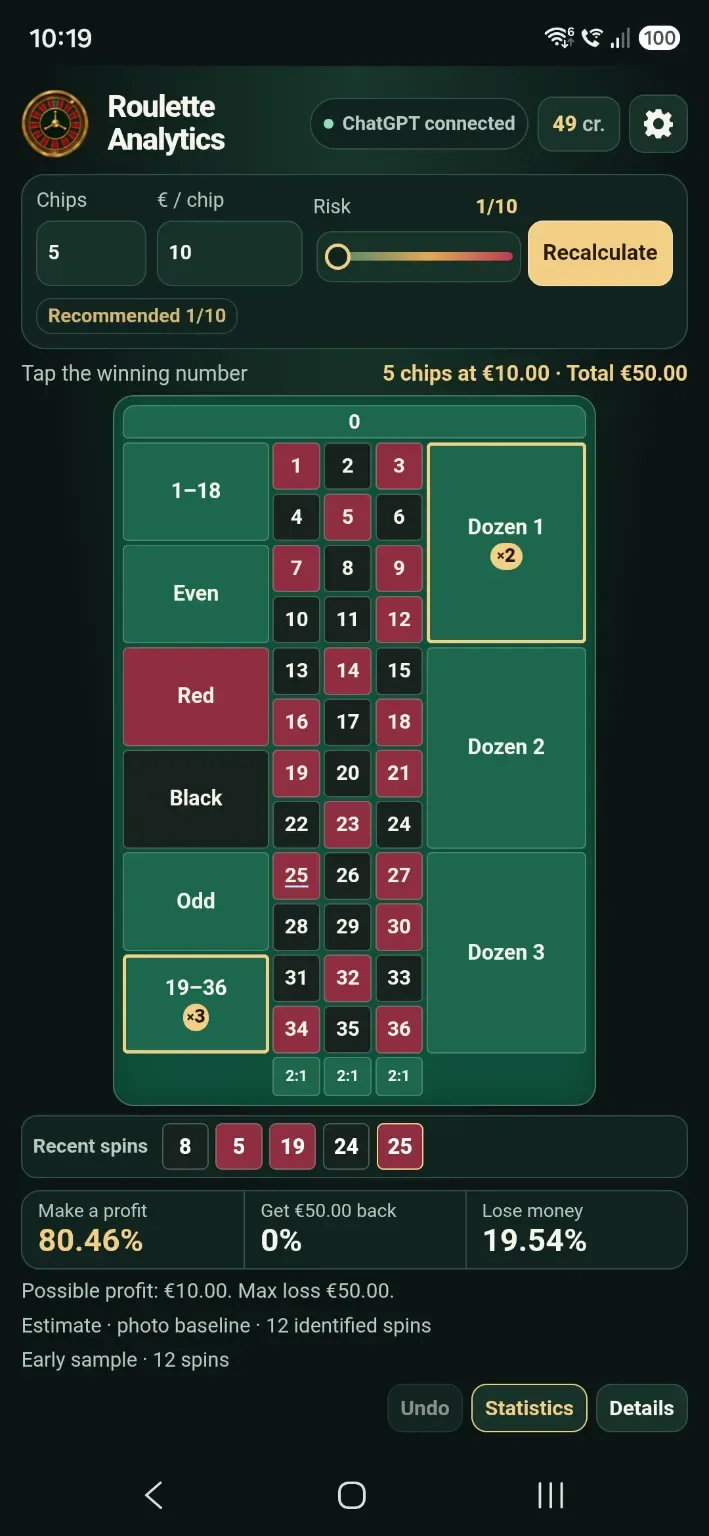 10:19
6
100
Roulette
Analytics
ChatGPT connected
49 cr.
Chips
€ / chip
Risk
1/10
5
10
Recalculate
Recommended 1/10
Tap the winning number
5 chips at €10.00 · Total €50.00
0
1–18
Even
Red
Black
Odd
19–36
×3
1 2 3
4 5 6
7 8 9
10 11 12
13 14 15
16 17 18
19 20 21
22 23 24
25 26 27
28 29 30
31 32 33
34 35 36
2:1 2:1 2:1
Dozen 1
×2
Dozen 2
Dozen 3
Recent spins 8 5 19 24 25
Make a profit
80.46%
Get €50.00 back
0%
Lose money
19.54%
Possible profit: €10.00. Max loss €50.00.
Estimate · photo baseline · 12 identified spins
Early sample · 12 spins
Undo
Statistics
Details